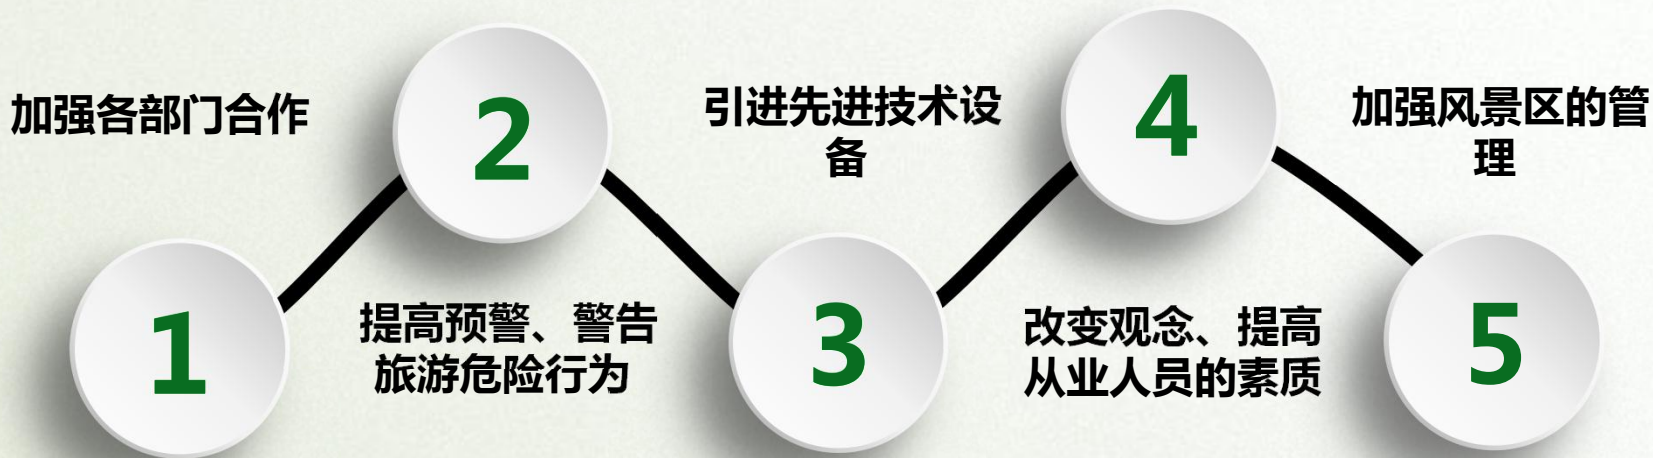 加强各部门合作
1
2
提高预警、警告
旅游危险行为
引进先进技术设
备
3
4
改变观念、提高
从业人员的素质
加强风景区的管
理
5